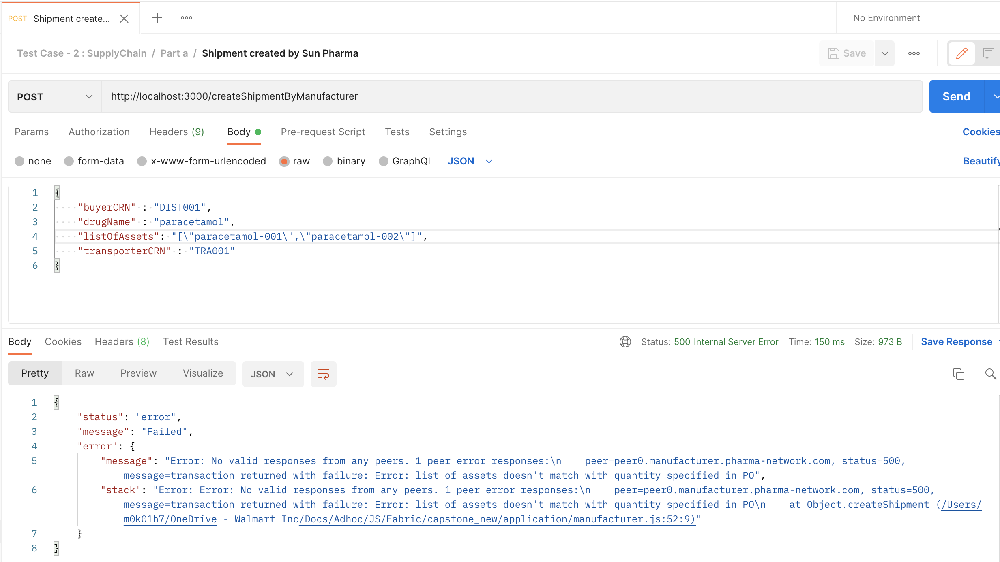 POST Shipment create... No Environment
Test Case - 2 : SupplyChain / Part a / Shipment created by Sun Pharma Save
POST http://localhost:3000/createShipmentByManufacturer Send
Params Authorization Headers (9) Body Pre-request Script Tests Settings Cookies
none form-data x-www-form-urlencoded raw binary GraphQL JSON Beautify
1 {
2 "buyerCRN" : "DIST001",
3 "drugName" : "paracetamol",
4 "listOfAssets": "[\"paracetamol-001\",\"paracetamol-002\"]",
5 "transporterCRN" : "TRA001"
6 }
Body Cookies Headers (8) Test Results Status: 500 Internal Server Error Time: 150 ms Size: 973 B Save Response
Pretty Raw Preview Visualize JSON
1 {
2 "status": "error",
3 "message": "Failed",
4 "error": {
5 "message": "Error: No valid responses from any peers. 1 peer error responses:\n    peer=peer0.manufacturer.pharma-network.com, status=500,
message=transaction returned with failure: Error: list of assets doesn't match with quantity specified in PO",
6 "stack": "Error: Error: No valid responses from any peers. 1 peer error responses:\n    peer=peer0.manufacturer.pharma-network.com, status=500,
message=transaction returned with failure: Error: list of assets doesn't match with quantity specified in PO\n    at Object.createShipment (/Users/
m0k01h7/OneDrive - Walmart Inc/Docs/Adhoc/JS/Fabric/capstone_new/application/manufacturer.js:52:9)"
7 }
8 }